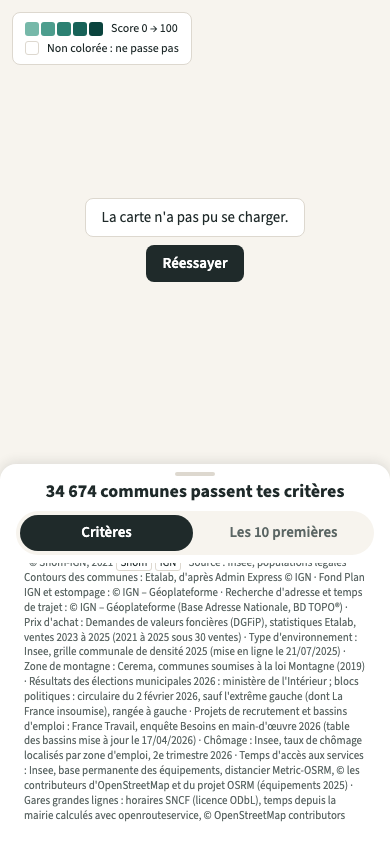 Score 0 → 100
Non colorée : ne passe pas
La carte n'a pas pu se charger.
Réessayer
34 674 communes passent tes critères
Critères
Les 10 premières
© Shom-IGN, 2021 Shom IGN · Source : Insee, populations légales
Contours des communes : Etalab, d'après Admin Express © IGN · Fond Plan
IGN et estompage : © IGN – Géoplateforme · Recherche d'adresse et temps
de trajet : © IGN – Géoplateforme (Base Adresse Nationale, BD TOPO®) ·
Prix d'achat : Demandes de valeurs foncières (DGFiP), statistiques Etalab,
ventes 2023 à 2025 (2021 à 2025 sous 30 ventes) · Type d'environnement :
Insee, grille communale de densité 2025 (mise en ligne le 21/07/2025) ·
Zone de montagne : Cerema, communes soumises à la loi Montagne (2019)
· Résultats des élections municipales 2026 : ministère de l'Intérieur ; blocs
politiques : circulaire du 2 février 2026, sauf l'extrême gauche (dont La
France insoumise), rangée à gauche · Projets de recrutement et bassins
d'emploi : France Travail, enquête Besoins en main-d'œuvre 2026 (table
des bassins mise à jour le 17/04/2026) · Chômage : Insee, taux de chômage
localisés par zone d'emploi, 2e trimestre 2026 · Temps d'accès aux services
: Insee, base permanente des équipements, distancier Metric-OSRM, © les
contributeurs d'OpenStreetMap et du projet OSRM (équipements 2025) ·
Gares grandes lignes : horaires SNCF (licence ODbL), temps depuis la
mairie calculés avec openrouteservice, © OpenStreetMap contributors